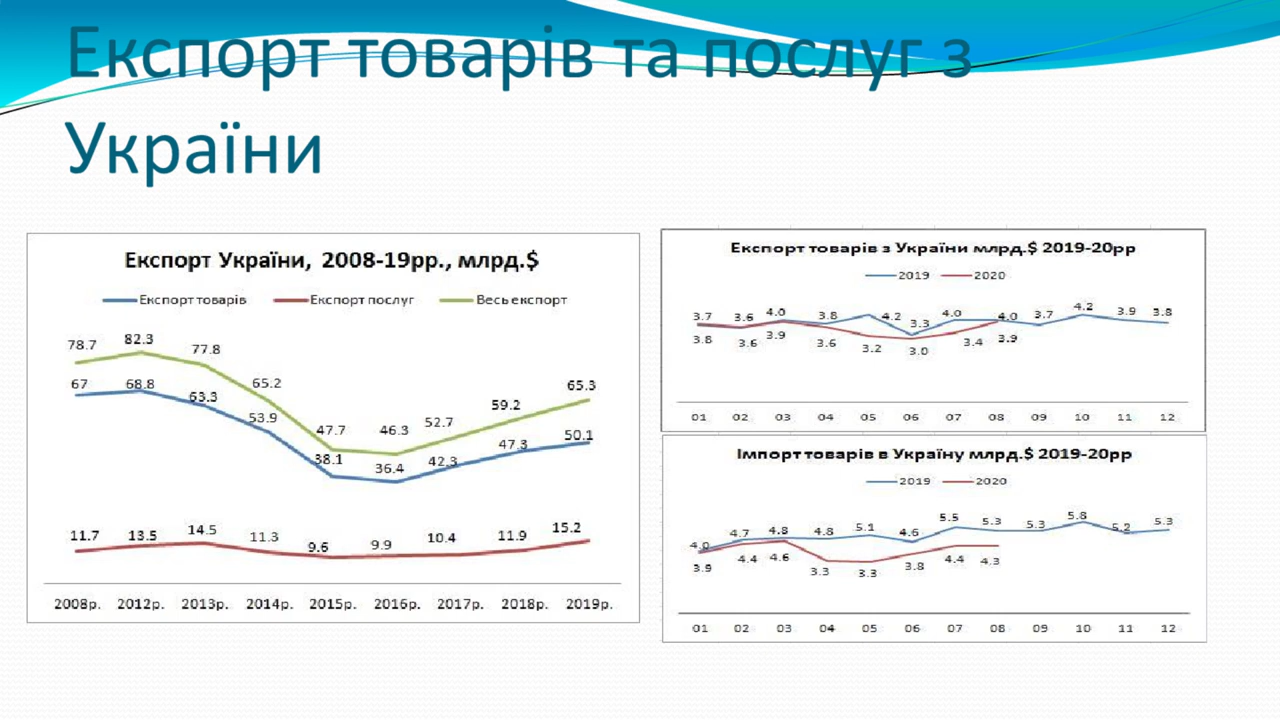 Експорт товарів та послуг з
України
Експорт України, 2008-19рр., млрд.$
Експорт товарів Експорт послуг Весь експорт
78.7 82.3 77.8 65.2 47.7 46.3 52.7 59.2 65.3
67 68.8 63.3 53.9 38.1 36.4 42.3 47.3 50.1
11.7 13.5 14.5 11.3 9.6 9.9 10.4 11.9 15.2
2008р. 2012р. 2013р. 2014р. 2015р. 2016р. 2017р. 2018р. 2019р.
Експорт товарів з України млрд.$ 2019-20рр
2019 2020
3.7 3.6 4.0 3.8 4.2 3.3 4.0 4.0 3.7 4.2 3.9 3.8
3.8 3.6 3.9 3.6 3.2 3.0 3.4 3.9
01 02 03 04 05 06 07 08 09 10 11 12
Імпорт товарів в Україну млрд.$ 2019-20рр
2019 2020
4.0 4.7 4.8 4.8 5.1 4.6 5.5 5.3 5.3 5.8 5.2 5.3
3.9 4.4 4.6 3.3 3.3 3.8 4.4 4.3
01 02 03 04 05 06 07 08 09 10 11 12